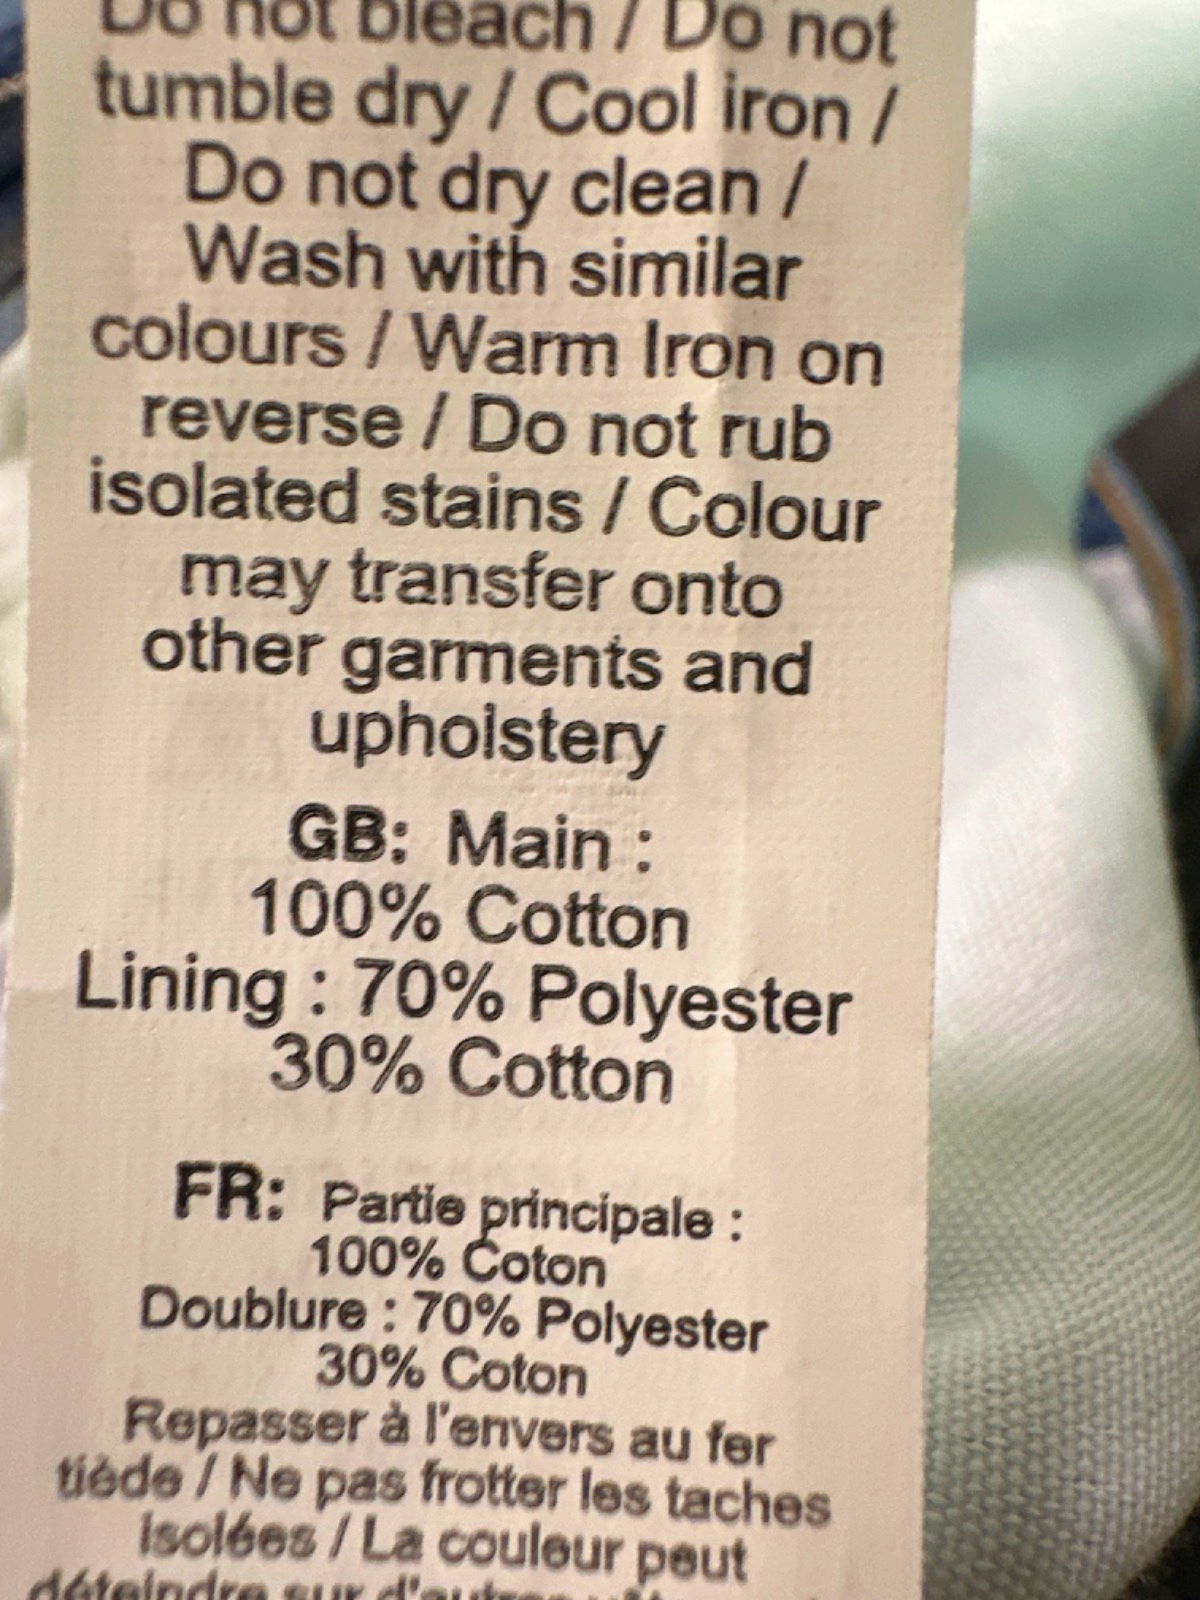 Do not bleach / Do not
tumble dry / Cool iron /
Do not dry clean /
Wash with similar
colours / Warm Iron on
reverse / Do not rub
isolated stains / Colour
may transfer onto
other garments and
upholstery
GB: Main :
100% Cotton
Lining : 70% Polyester
30% Cotton
FR: Partie principale :
100% Coton
Doublure : 70% Polyester
30% Coton
Repasser à l'envers au fer
tiède / Ne pas frotter les taches
isolées / La couleur peut
déteindre sur d'autres